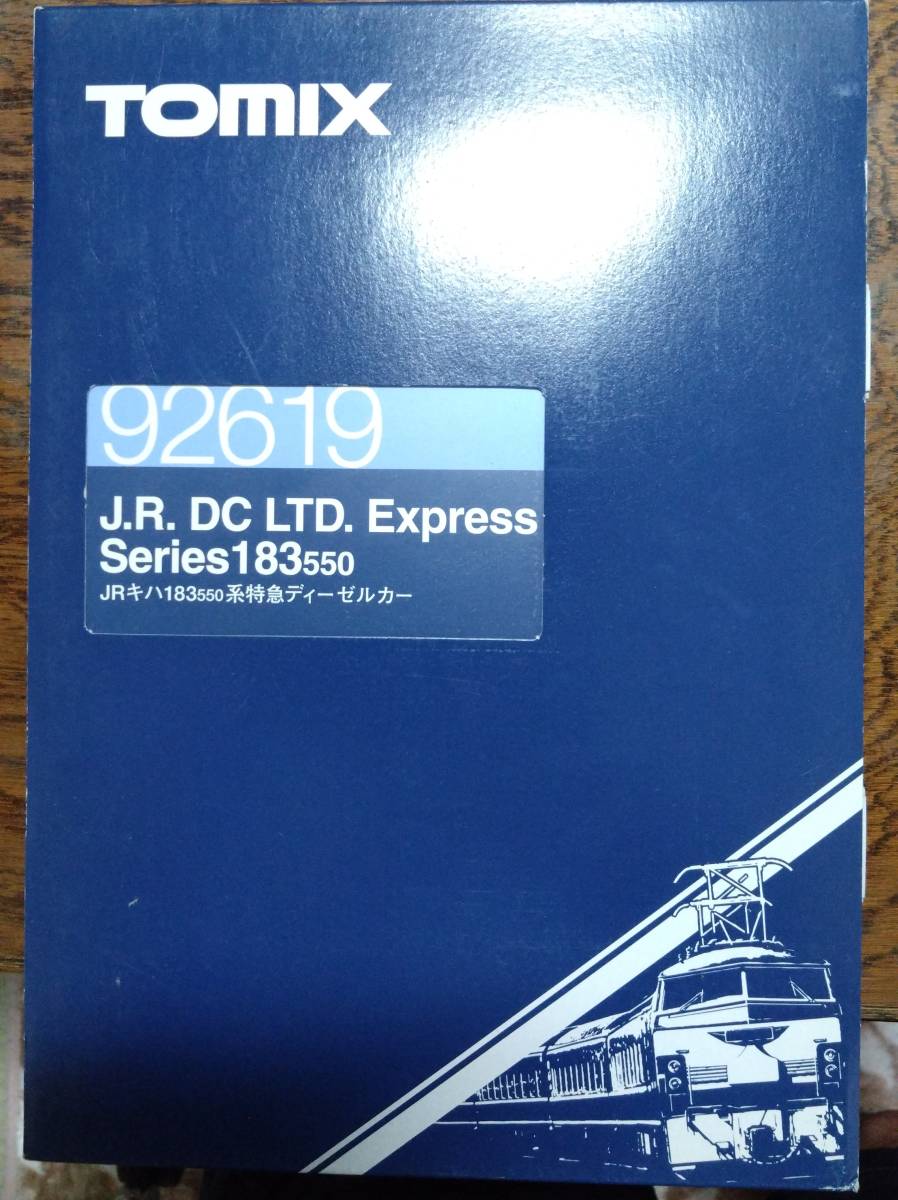 TOMIX
92619
J.R. DC LTD. Express
Series183550
JRキハ183550系特急ディーゼルカー